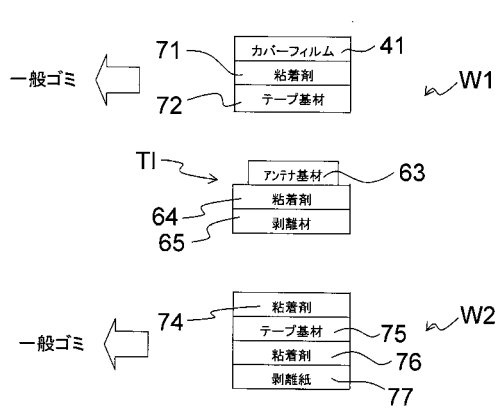 カバーフィルム 41
71 粘着剤
一般ゴミ
72 テープ基材
W1
TI
アンテナ基材 63
64 粘着剤
65 剥離材
74 粘着剤
テープ基材 75
W2
一般ゴミ
粘着剤 76
剥離紙 77